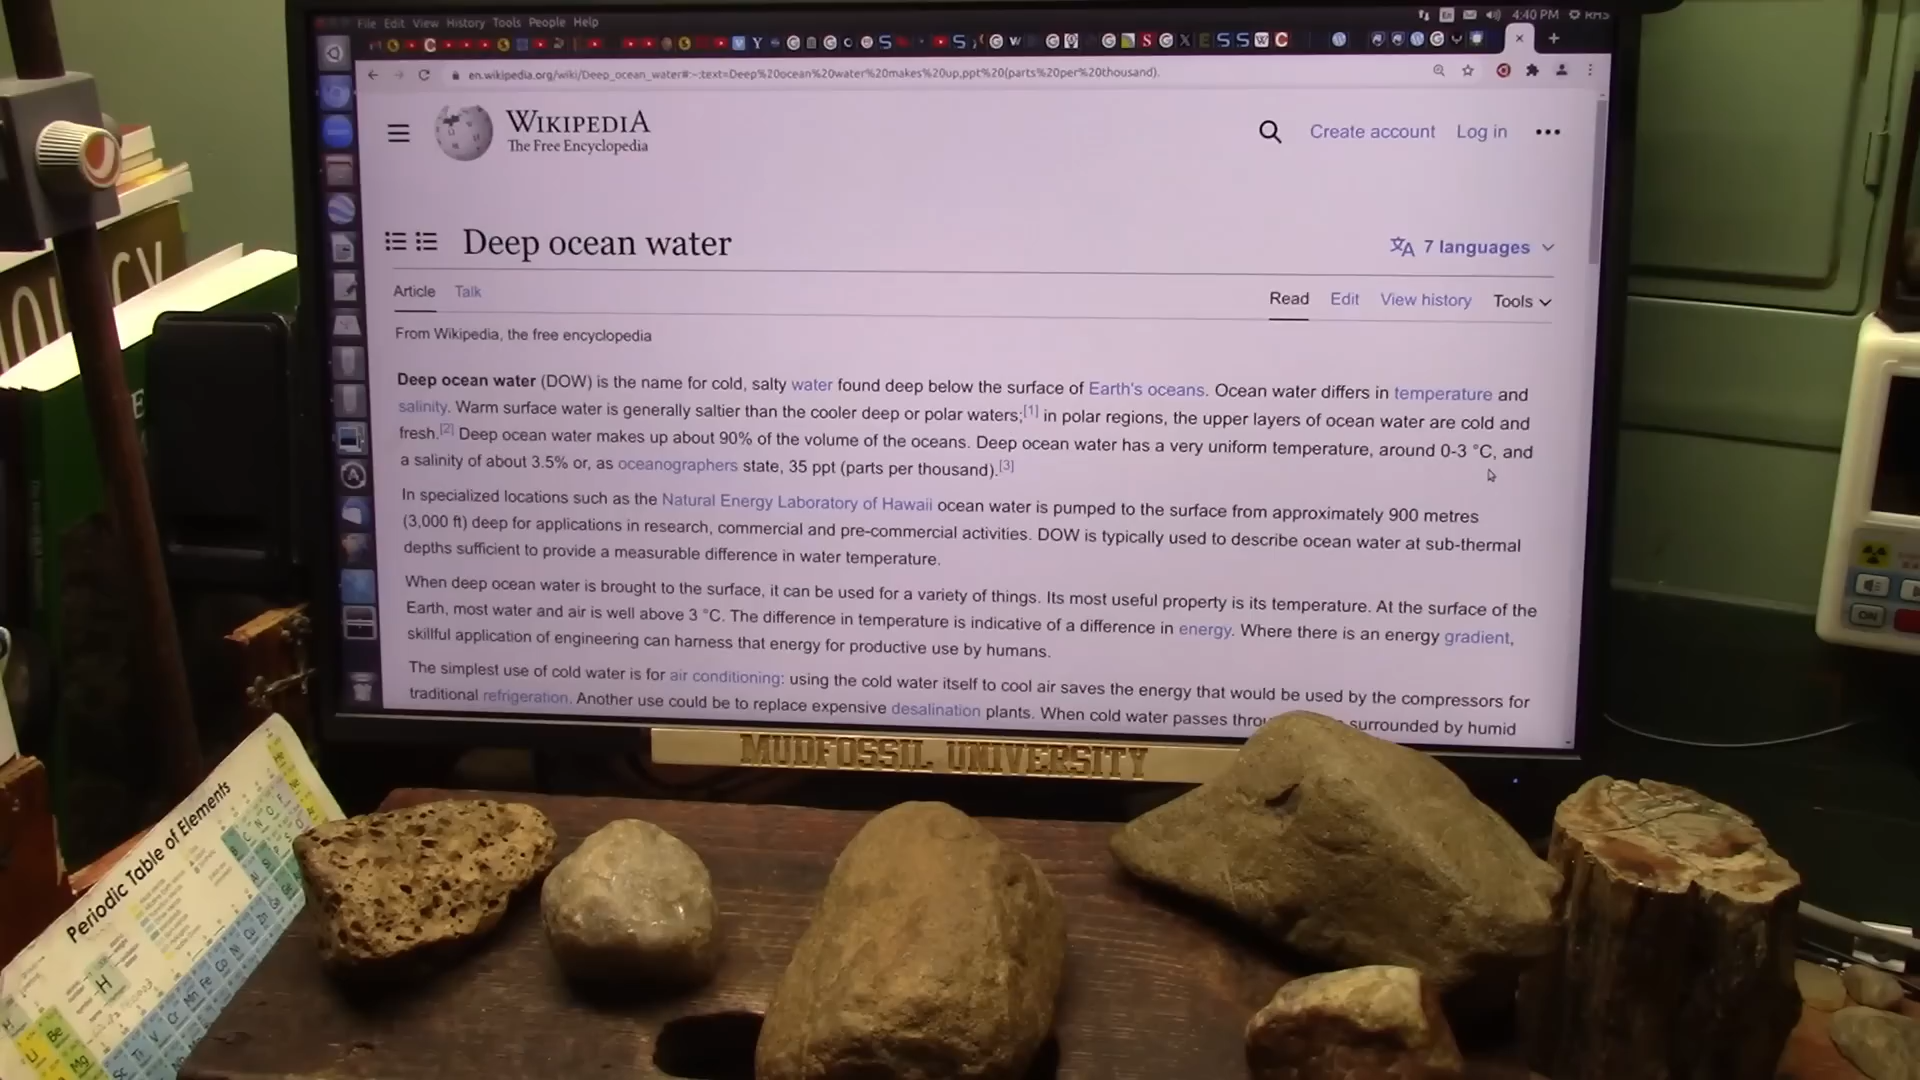 File Edit View History Tools People Help
4:40 PM
en.wikipedia.org/wiki/Deep_ocean_water#:~:text=Deep%20ocean%20water%20makes%20up,ppt%20(parts%20per%20thousand).
WIKIPEDIA
The Free Encyclopedia
Create account Log in
Deep ocean water
7 languages
Article Talk
Read Edit View history Tools
From Wikipedia, the free encyclopedia
Deep ocean water (DOW) is the name for cold, salty water found deep below the surface of Earth's oceans. Ocean water differs in temperature and
salinity. Warm surface water is generally saltier than the cooler deep or polar waters;[1] in polar regions, the upper layers of ocean water are cold and
fresh.[2] Deep ocean water makes up about 90% of the volume of the oceans. Deep ocean water has a very uniform temperature, around 0-3 °C, and
a salinity of about 3.5% or, as oceanographers state, 35 ppt (parts per thousand).[3]
In specialized locations such as the Natural Energy Laboratory of Hawaii ocean water is pumped to the surface from approximately 900 metres
(3,000 ft) deep for applications in research, commercial and pre-commercial activities. DOW is typically used to describe ocean water at sub-thermal
depths sufficient to provide a measurable difference in water temperature.
When deep ocean water is brought to the surface, it can be used for a variety of things. Its most useful property is its temperature. At the surface of the
Earth, most water and air is well above 3 °C. The difference in temperature is indicative of a difference in energy. Where there is an energy gradient,
skillful application of engineering can harness that energy for productive use by humans.
The simplest use of cold water is for air conditioning: using the cold water itself to cool air saves the energy that would be used by the compressors for
traditional refrigeration. Another use could be to replace expensive desalination plants. When cold water passes throu surrounded by humid
MUDFOSSIL UNIVERSITY
Periodic Table of Elements
H
Li Be
Mg
Ti V Cr Mn Fe Co Ni Cu Zn
ON